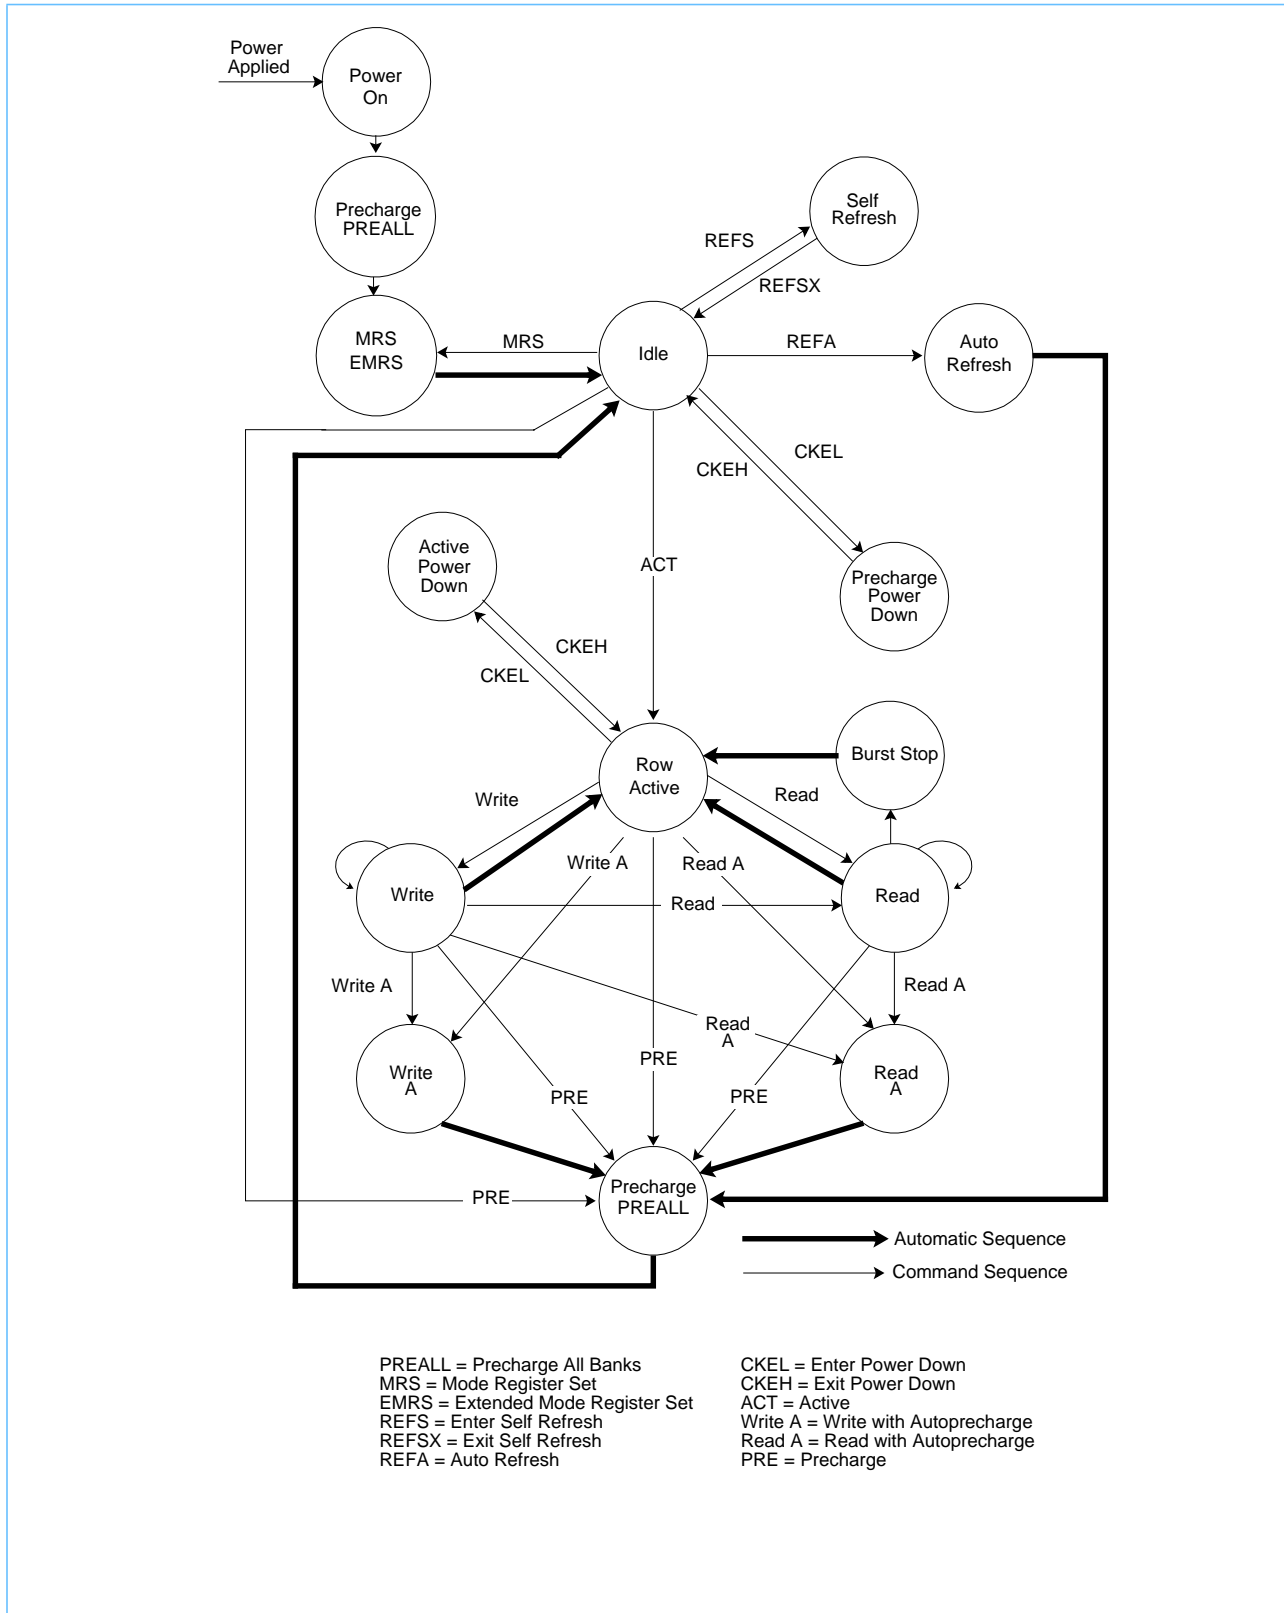 Power
Applied
Power
On
Precharge
PREALL
Self
Refresh
REFS
REFSX
MRS
EMRS
MRS
Idle
REFA
Auto
Refresh
CKEL
CKEH
Active
Power
Down
ACT
Precharge
Power
Down
CKEH
CKEL
Row
Active
Burst Stop
Write
Read
Write A
Read A
Write
Read
Read
Write A
Read A
Read
A
Write
A
PRE
PRE
PRE
Read
A
PRE
Precharge
PREALL
Automatic Sequence
Command Sequence
PREALL = Precharge All Banks
MRS = Mode Register Set
EMRS = Extended Mode Register Set
REFS = Enter Self Refresh
REFSX = Exit Self Refresh
REFA = Auto Refresh
CKEL = Enter Power Down
CKEH = Exit Power Down
ACT = Active
Write A = Write with Autoprecharge
Read A = Read with Autoprecharge
PRE = Precharge